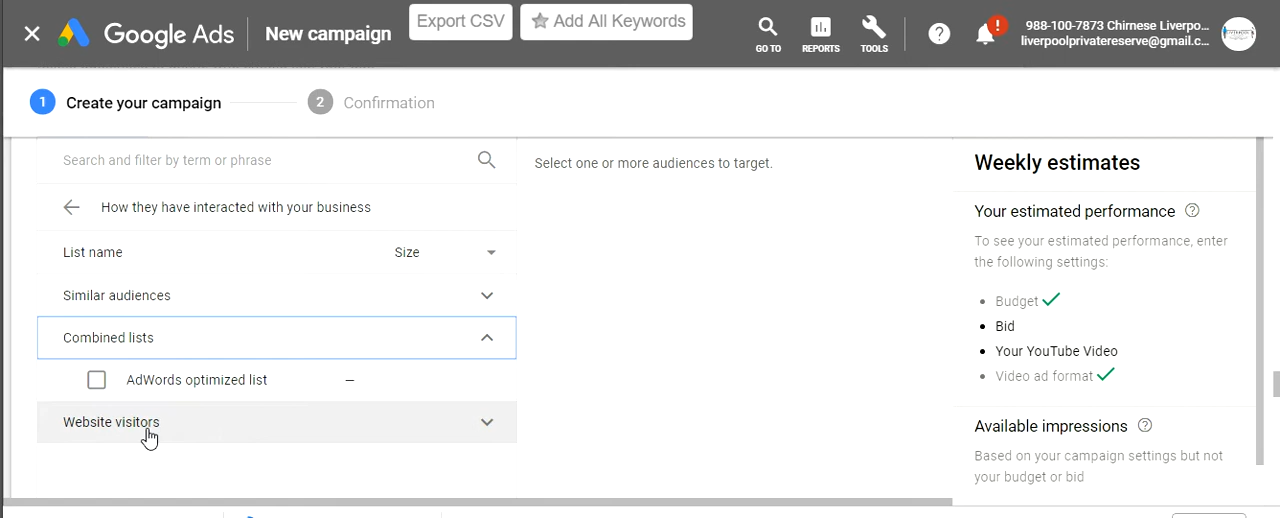 Google Ads
New campaign
Export CSV
Add All Keywords
GO TO
REPORTS
TOOLS
?
!
988-100-7873 Chirnese Liverpo...
liverpoolprivatereserve@gmail.c...
1 Create your campaign
2 Confirmation
Search and filter by term or phrase
How they have interacted with your business
List name Size
Similar audiences
Combined lists
AdWords optimized list –
Website visitors
Select one or more audiences to target.
Weekly estimates
Your estimated performance ?
To see your estimated performance, enter
the following settings:
• Budget
• Bid
• Your YouTube Video
• Video ad format
Available impressions ?
Based on your campaign settings but not
your budget or bid